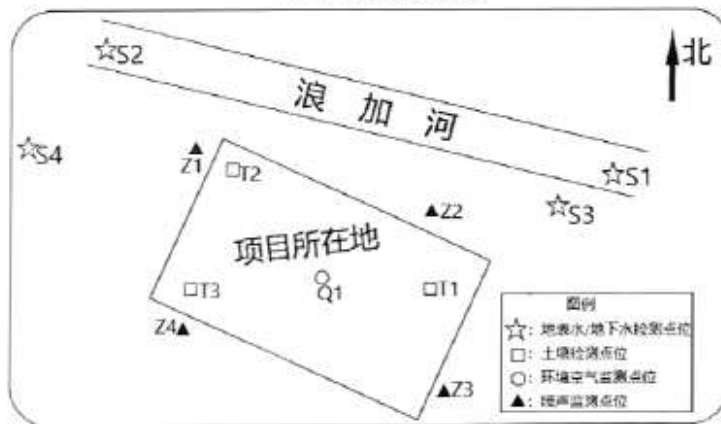 北
S2
浪加河
S4
Z1
T2
S1
S3
Z2
项目所在地
Q1
T3
T1
Z4
Z3
图例
☆：地表水/地下水检测点位
□：土壤检测点位
○：环境空气监测点位
▲：噪声监测点位